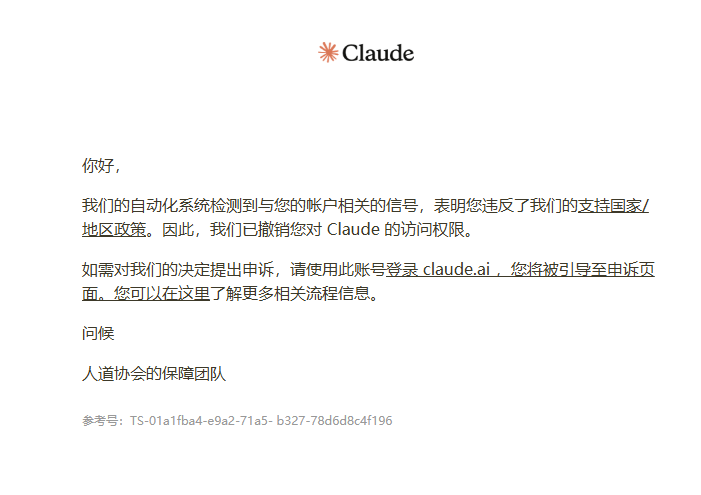 Claude
你好，
我们的自动化系统检测到与您的帐户相关的信号，表明您违反了我们的支持国家/
地区政策。因此，我们已撤销您对 Claude 的访问权限。
如需对我们的决定提出申诉，请使用此账号登录 claude.ai ，您将被引导至申诉页
面。您可以在这里了解更多相关流程信息。
问候
人道协会的保障团队
参考号：TS-01a1fba4-e9a2-71a5- b327-78d6d8c4f196